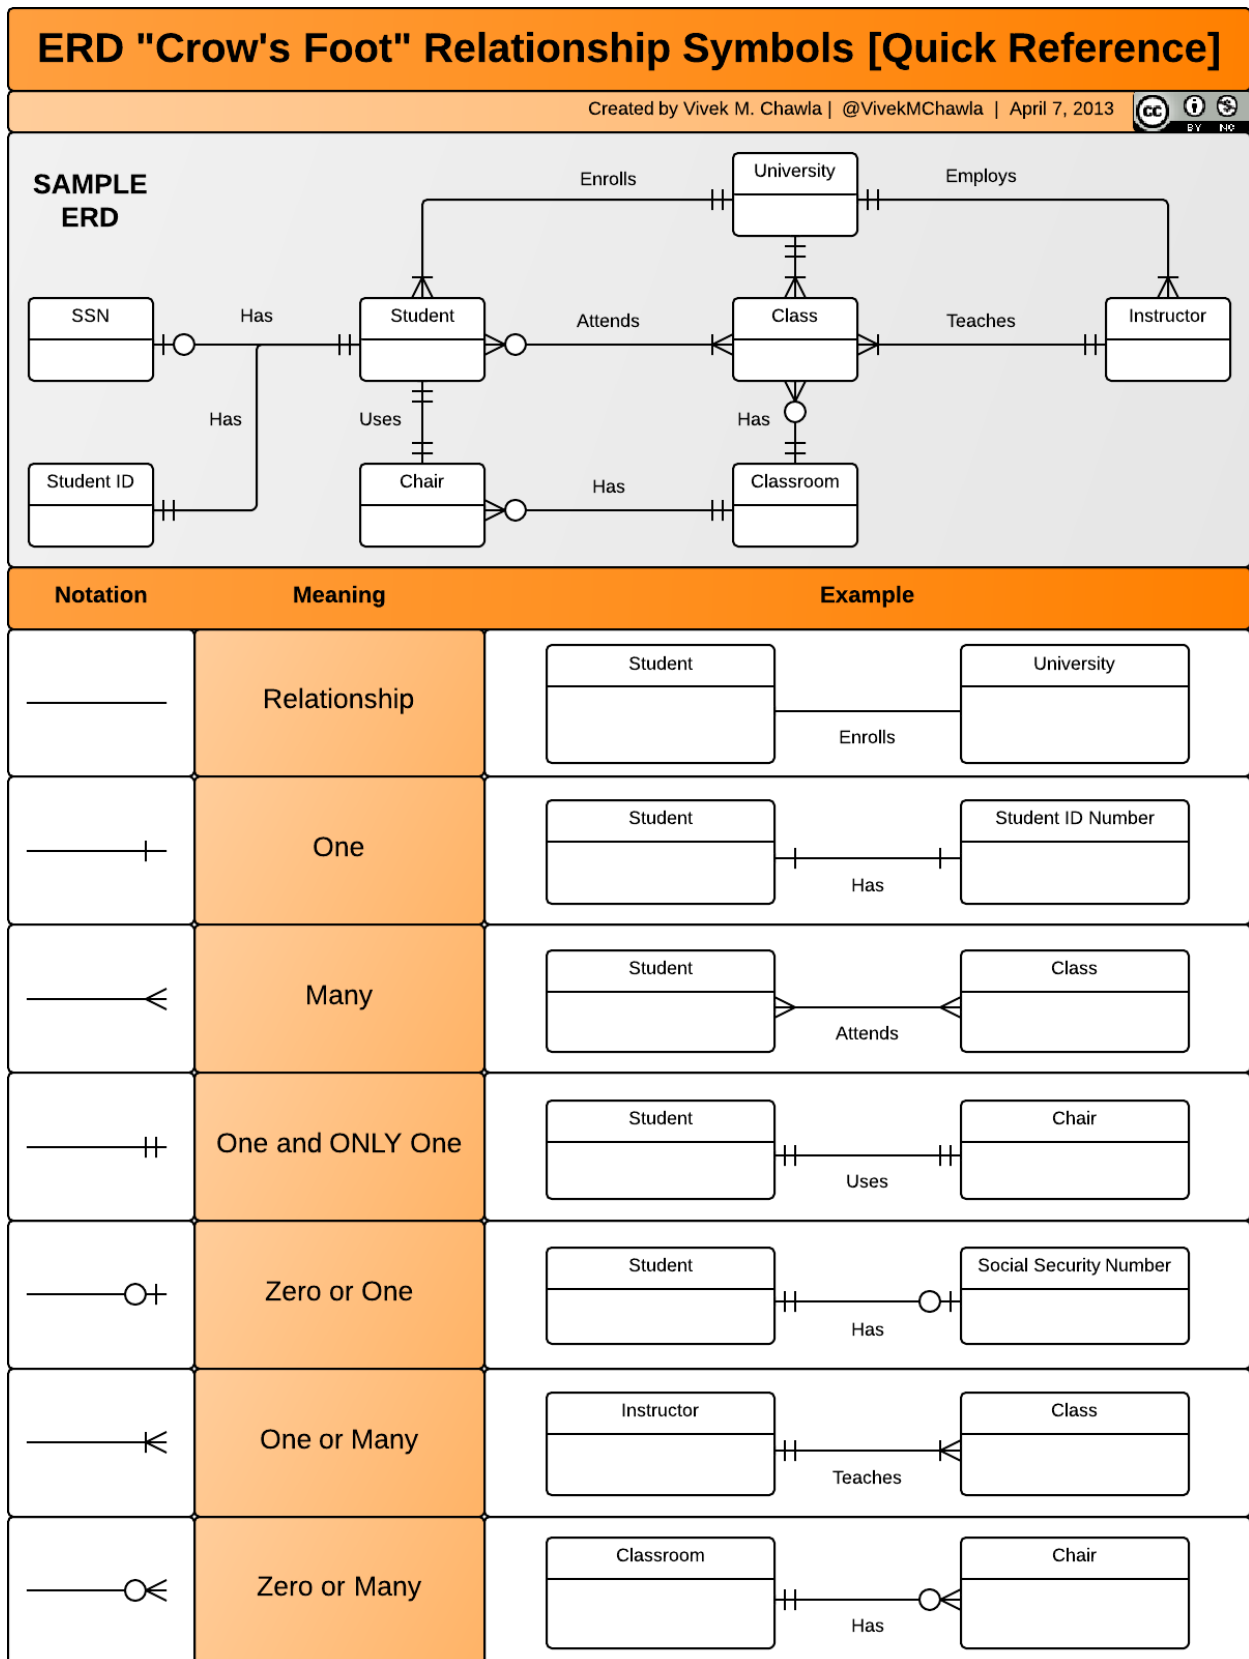 ERD "Crow's Foot" Relationship Symbols [Quick Reference]
Created by Vivek M. Chawla | @VivekMChawla | April 7, 2013
cc
BY NC
SAMPLE
ERD
University
Enrolls
Employs
SSN
Has
Student
Attends
Class
Teaches
Instructor
Has
Uses
Has
Student ID
Chair
Has
Classroom
Notation Meaning Example
Relationship
Student
University
Enrolls
One
Student
Student ID Number
Has
Many
Student
Class
Attends
One and ONLY One
Student
Chair
Uses
Zero or One
Student
Social Security Number
Has
One or Many
Instructor
Class
Teaches
Zero or Many
Classroom
Chair
Has